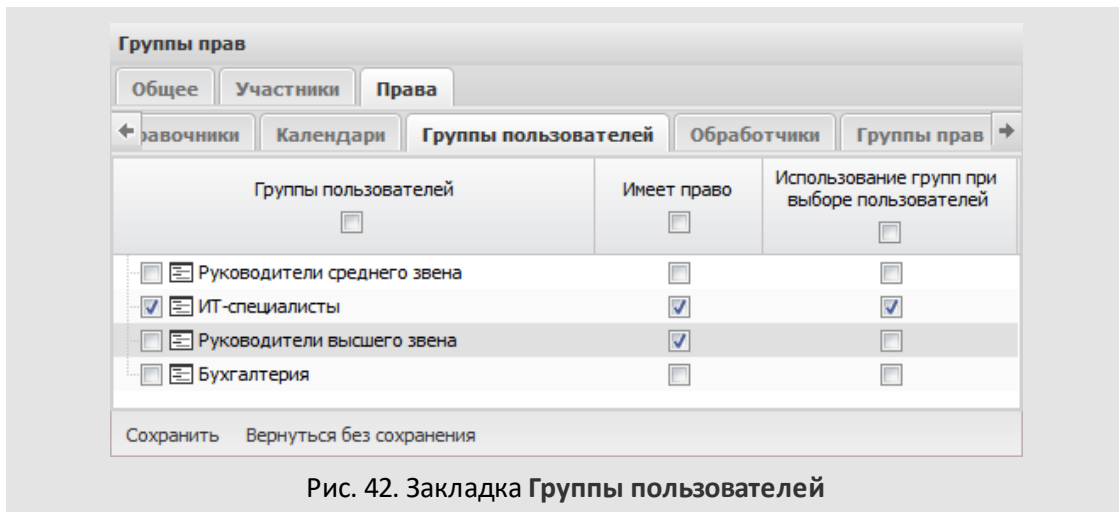 Группы прав
Общее Участники Права
равочники Календари Группы пользователей Обработчики Группы прав
Группы пользователей Имеет право Использование групп при
выборе пользователей
Руководители среднего звена
ИТ-специалисты
Руководители высшего звена
Бухгалтерия
Сохранить Вернуться без сохранения
Рис. 42. Закладка Группы пользователей